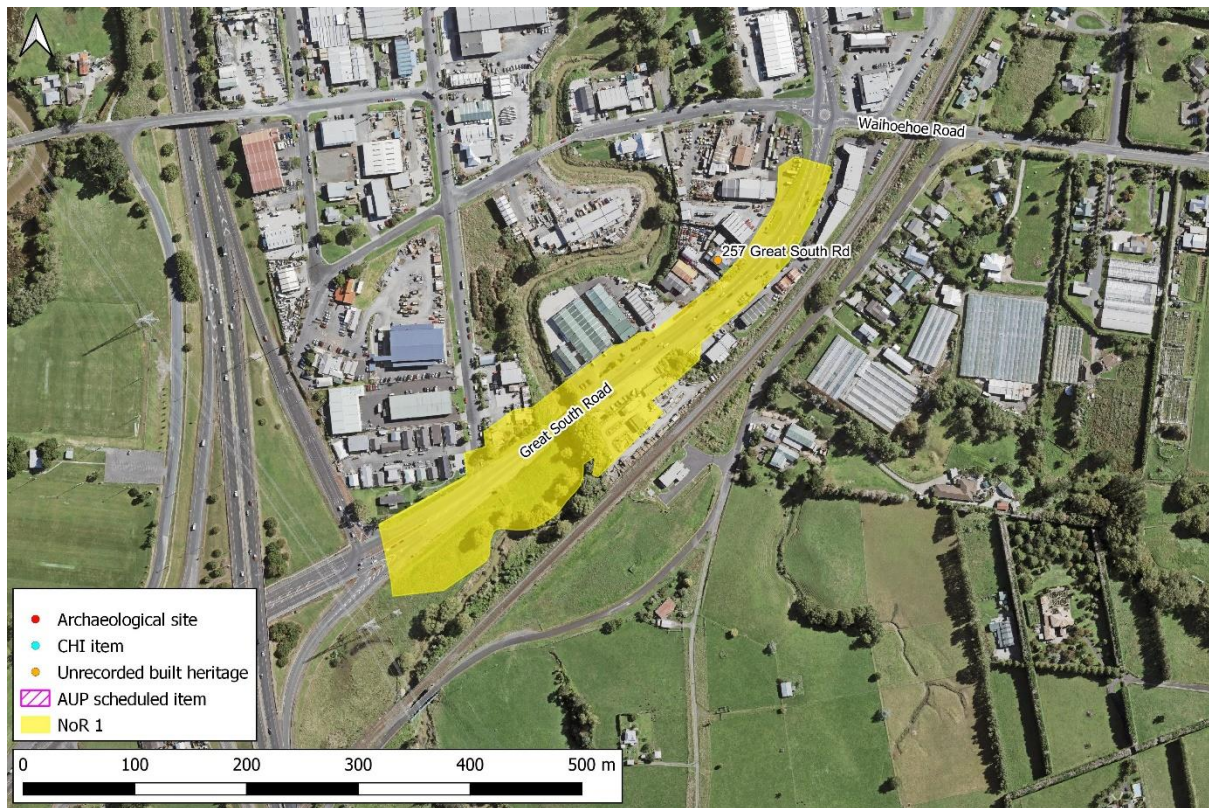 Waihoehoe Road
257 Great South Rd
Great South Road
Archaeological site
CHI item
Unrecorded built heritage
AUP scheduled item
NoR 1
0 100 200 300 400 500 m